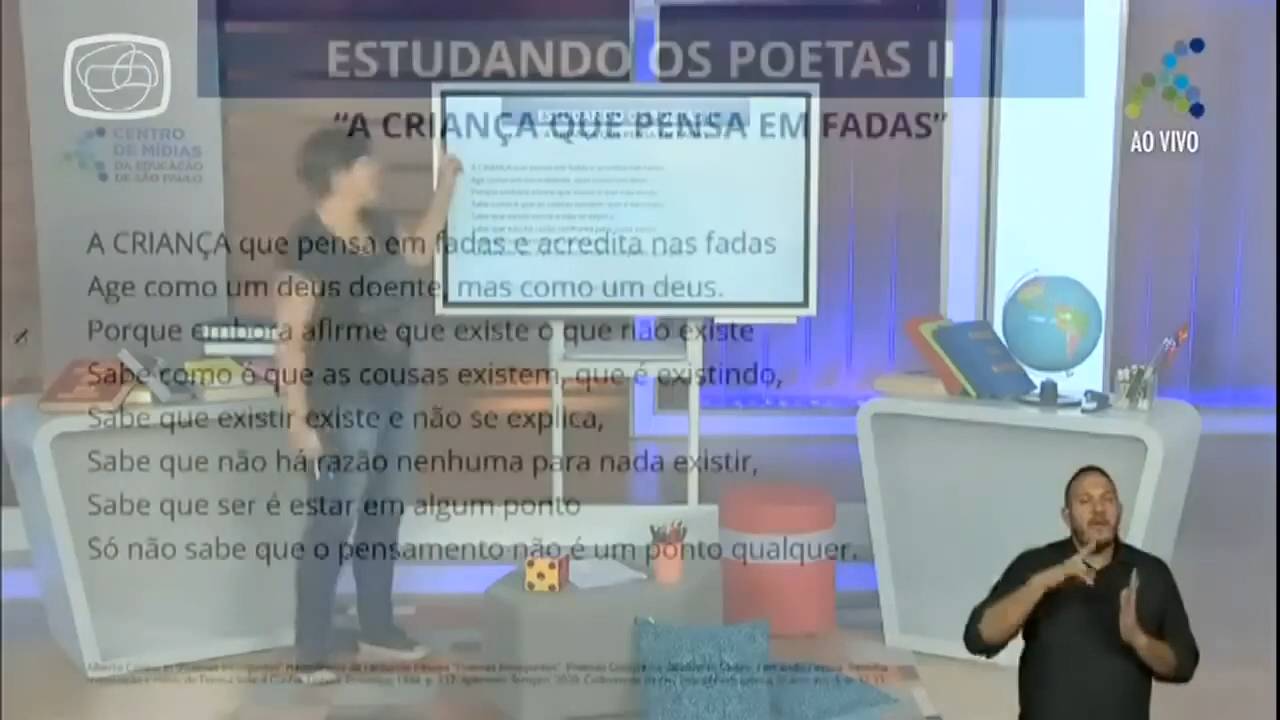 ESTUDANDO OS POETAS II
"A CRIANÇA QUE PENSA EM FADAS"
AO VIVO
CENTRO
DE MÍDIAS
DA EDUCAÇÃO
DE SÃO PAULO
A CRIANÇA que pensa em fadas e acredita nas fadas
Age como um deus doente, mas como um deus.
Porque embora afirme que existe o que não existe
Sabe como é que as cousas existem, que é existindo,
Sabe que existir existe e não se explica,
Sabe que não há razão nenhuma para nada existir,
Sabe que ser é estar em algum ponto
Só não sabe que o pensamento não é um ponto qualquer.